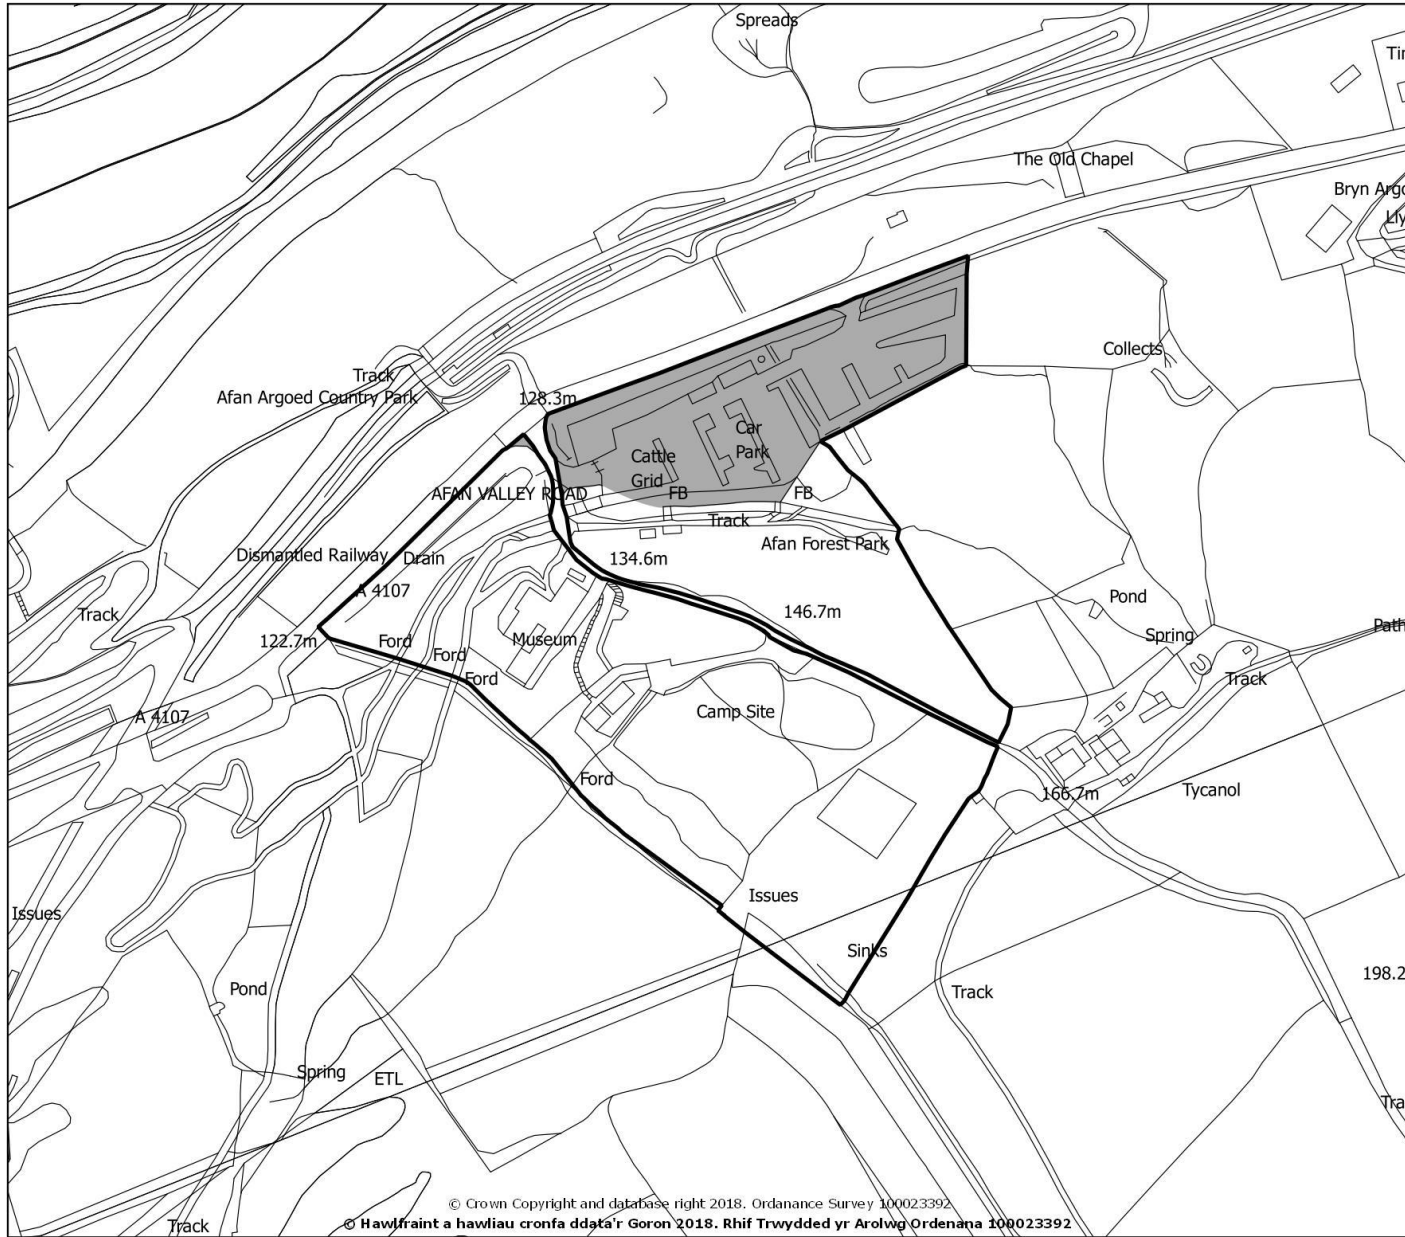 Spreads
Tir
The Old Chapel
Bryn Argo
Lly
Collects
Track
Afan Argoed Country Park
128.3m
Car
Park
Cattle
Grid
AFAN VALLEY ROAD
FB
FB
Track
Afan Forest Park
Dismantled Railway
Drain
134.6m
A 4107
146.7m
Pond
Track
122.7m
Ford
Museum
Spring
Path
Ford
Ford
Track
A 4107
Camp Site
Ford
166.7m
Tycanol
Issues
Issues
Sinks
198.2
Pond
Track
Spring
ETL
Tra
Track
© Crown Copyright and database right 2018. Ordanance Survey 100023392
© Hawlfraint a hawliau cronfa ddata'r Goron 2018. Rhif Trwydded yr Arolwg Ordenana 100023392